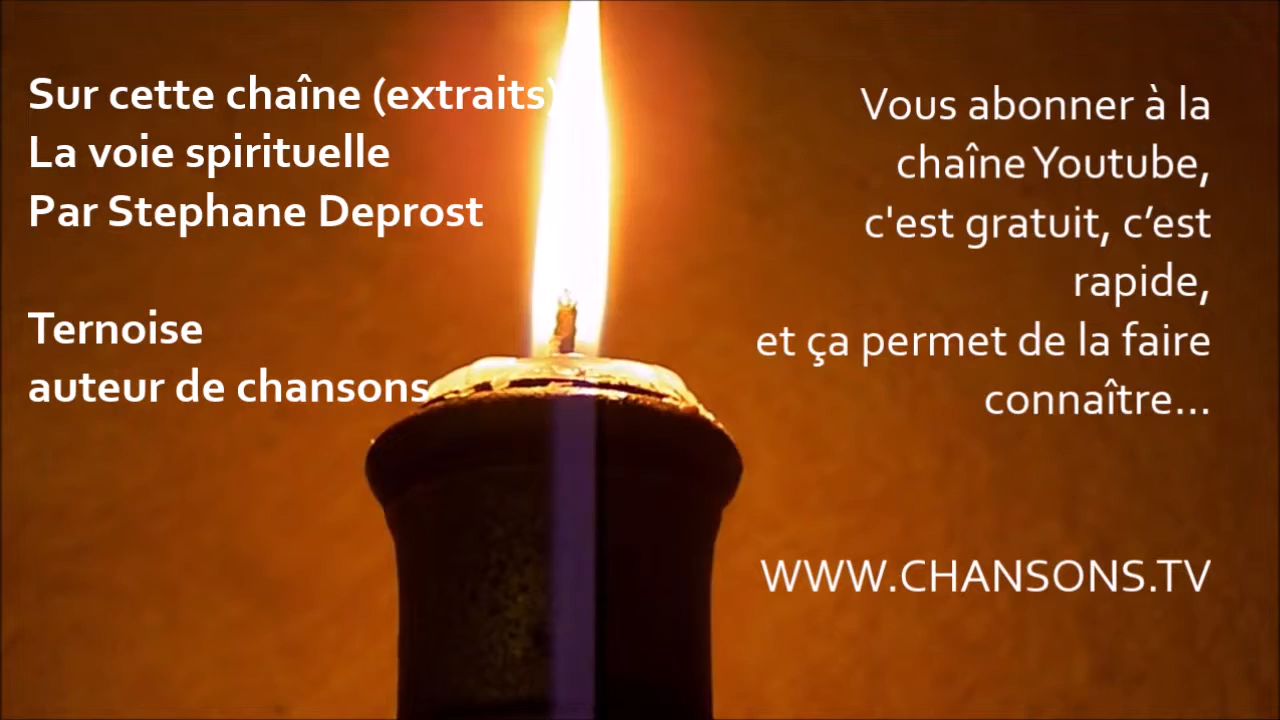 Sur cette chaîne (extraits)
La voie spirituelle
Par Stephane Deprost
Ternoise
auteur de chansons
Vous abonner à la
chaîne Youtube,
c'est gratuit, c’est
rapide,
et ça permet de la faire
connaître...
WWW.CHANSONS.TV